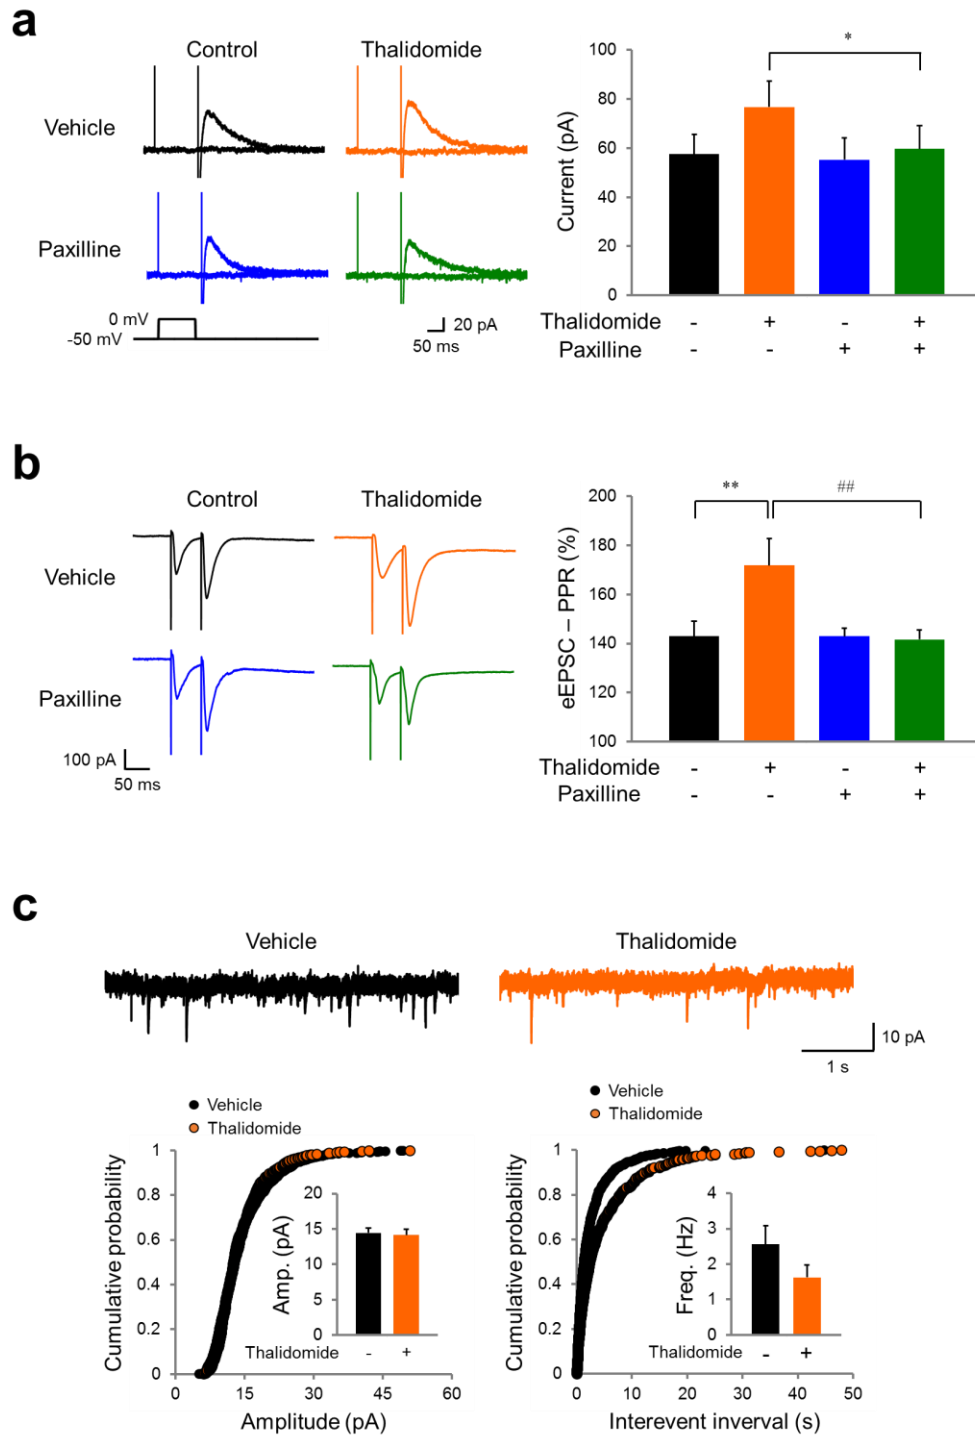 a
Control
Thalidomide
Vehicle
Paxilline
0 mV
-50 mV
20 pA
50 ms
*
100
80
60
40
20
0
Current (pA)
Thalidomide - + - +
Paxilline - - + +
b
Control
Thalidomide
Vehicle
Paxilline
100 pA
50 ms
** ##
200
180
160
140
120
100
eEPSC – PPR (%)
Thalidomide - + - +
Paxilline - - + +
c
Vehicle
Thalidomide
10 pA
1 s
Vehicle
Thalidomide
1
0.8
0.6
0.4
0.2
0
Cumulative probability
0 15 30 45 60
Amplitude (pA)
20
15
10
5
0
Amp. (pA)
Thalidomide - +
Vehicle
Thalidomide
1
0.8
0.6
0.4
0.2
0
Cumulative probability
0 10 20 30 40 50
Interevent inverval (s)
4
3
2
1
0
Freq. (Hz)
Thalidomide - +